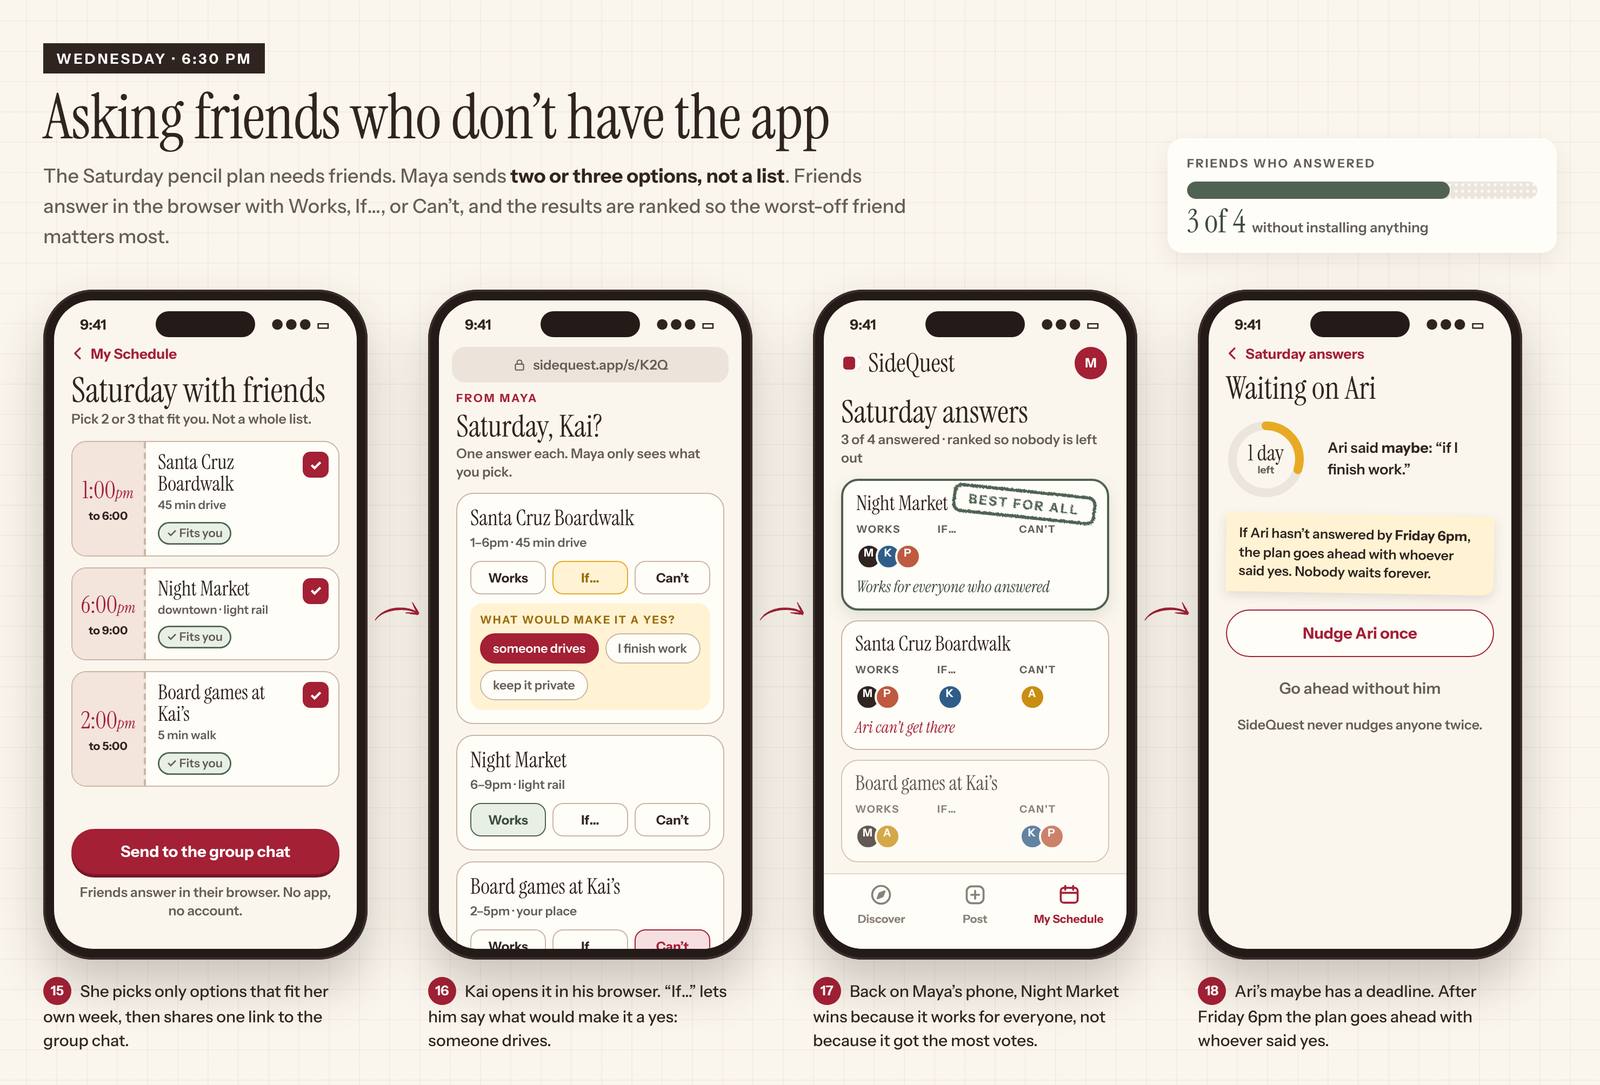 WEDNESDAY · 6:30 PM
Asking friends who don’t have the app
The Saturday pencil plan needs friends. Maya sends two or three options, not a list. Friends
answer in the browser with Works, If…, or Can’t, and the results are ranked so the worst-off friend
matters most.
FRIENDS WHO ANSWERED
3 of 4 without installing anything
9:41
My Schedule
Saturday with friends
Pick 2 or 3 that fit you. Not a whole list.
1:00pm
to 6:00
Santa Cruz
Boardwalk
45 min drive
✓ Fits you
6:00pm
to 9:00
Night Market
downtown · light rail
✓ Fits you
2:00pm
to 5:00
Board games at
Kai’s
5 min walk
✓ Fits you
Send to the group chat
Friends answer in their browser. No app,
no account.
15 She picks only options that fit her
own week, then shares one link to the
group chat.
9:41
sidequest.app/s/K2Q
FROM MAYA
Saturday, Kai?
One answer each. Maya only sees what
you pick.
Santa Cruz Boardwalk
1–6pm · 45 min drive
Works If… Can’t
WHAT WOULD MAKE IT A YES?
someone drives I finish work
keep it private
Night Market
6–9pm · light rail
Works If… Can’t
Board games at Kai’s
2–5pm · your place
Works If… Can’t
16 Kai opens it in his browser. “If…” lets
him say what would make it a yes:
someone drives.
9:41
SideQuest
M
Saturday answers
3 of 4 answered · ranked so nobody is left
out
Night Market
BEST FOR ALL
WORKS IF… CAN’T
M K P
Works for everyone who answered
Santa Cruz Boardwalk
WORKS IF… CAN’T
M P K A
Ari can’t get there
Board games at Kai’s
WORKS IF… CAN’T
M A K P
Discover Post My Schedule
17 Back on Maya’s phone, Night Market
wins because it works for everyone, not
because it got the most votes.
9:41
Saturday answers
Waiting on Ari
1 day
left
Ari said maybe: “if I
finish work.”
If Ari hasn’t answered by Friday 6pm,
the plan goes ahead with whoever
said yes. Nobody waits forever.
Nudge Ari once
Go ahead without him
SideQuest never nudges anyone twice.
18 Ari’s maybe has a deadline. After
Friday 6pm the plan goes ahead with
whoever said yes.